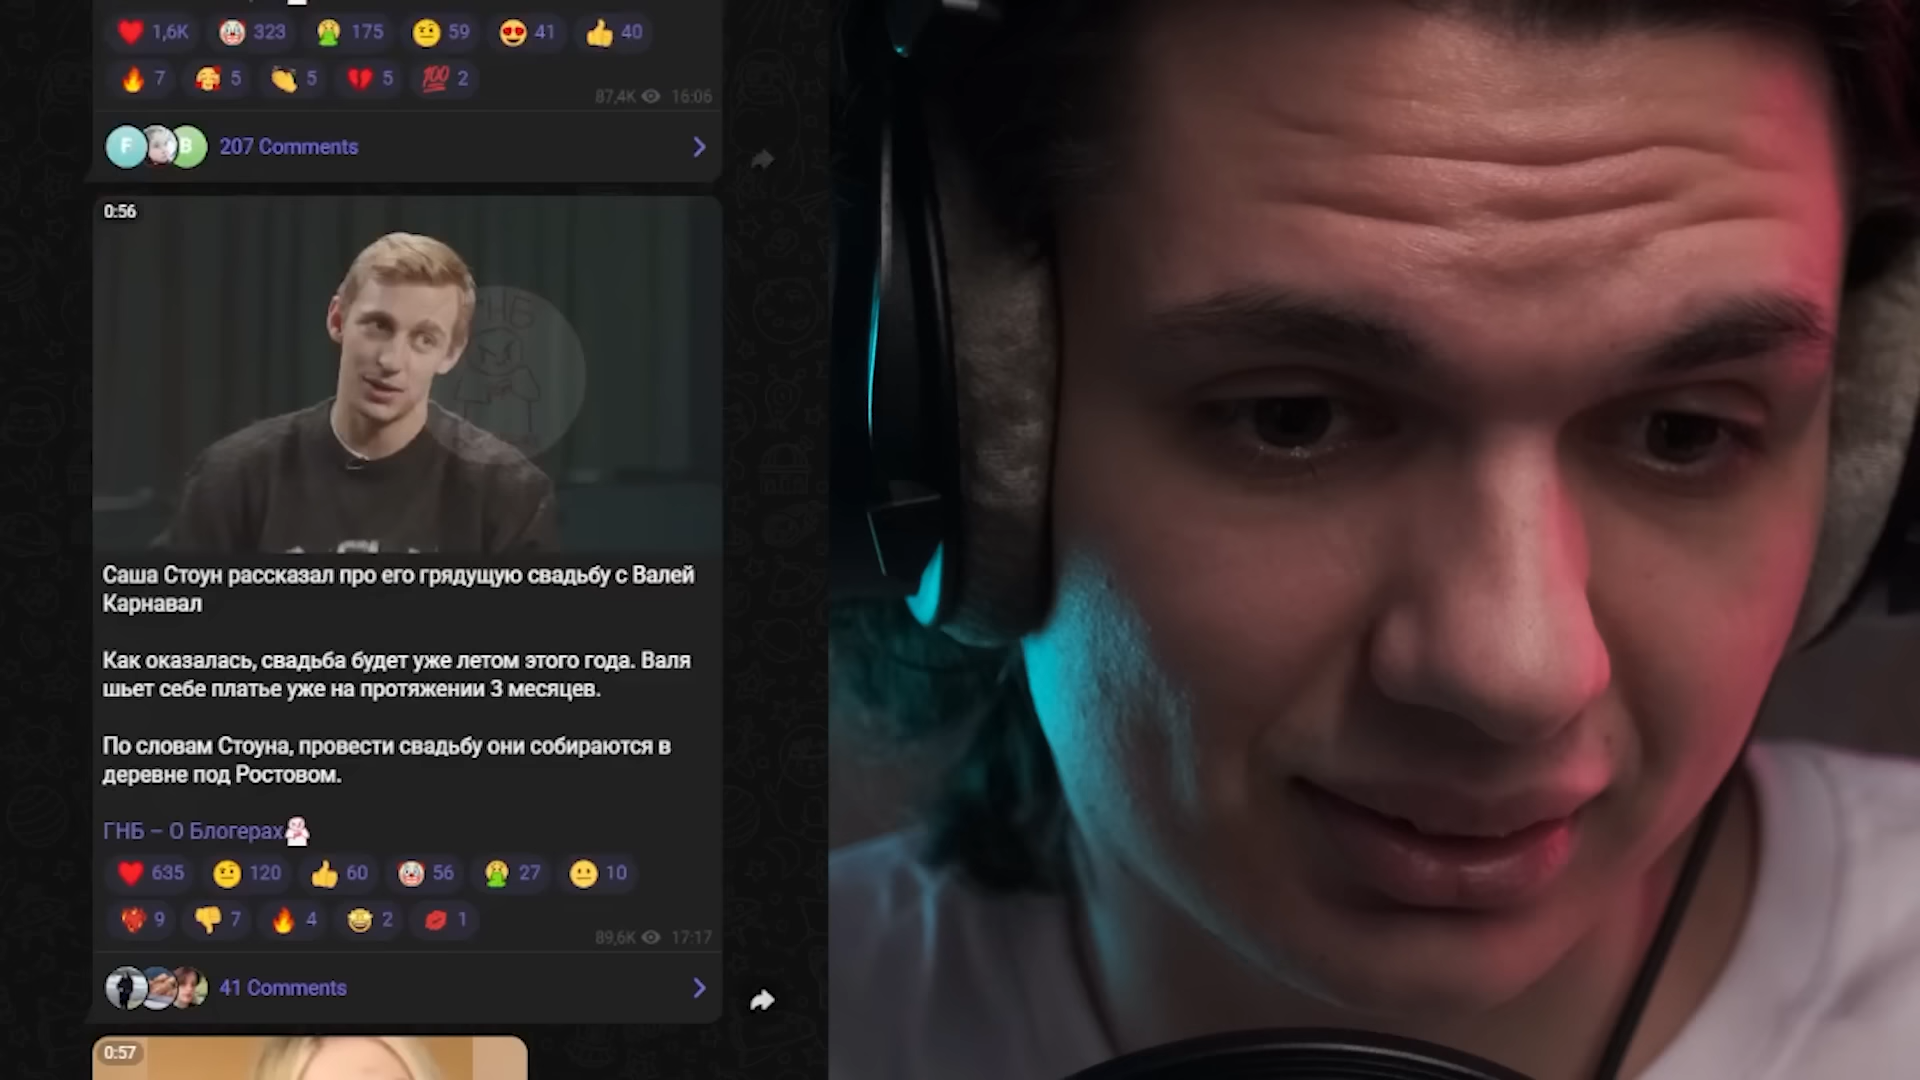 1,6K 323 175 59 41 40
7 5 5 5 2
87,4K 16:06
F B 207 Comments
0:56
ГНБ
Саша Стоун рассказал про его грядущую свадьбу с Валей
Карнавал
Как оказалась, свадьба будет уже летом этого года. Валя
шьет себе платье уже на протяжении 3 месяцев.
По словам Стоуна, провести свадьбу они собираются в
деревне под Ростовом.
ГНБ – О Блогерах
635 120 60 56 27 10
9 7 4 2 1
89,6K 17:17
41 Comments
0:57